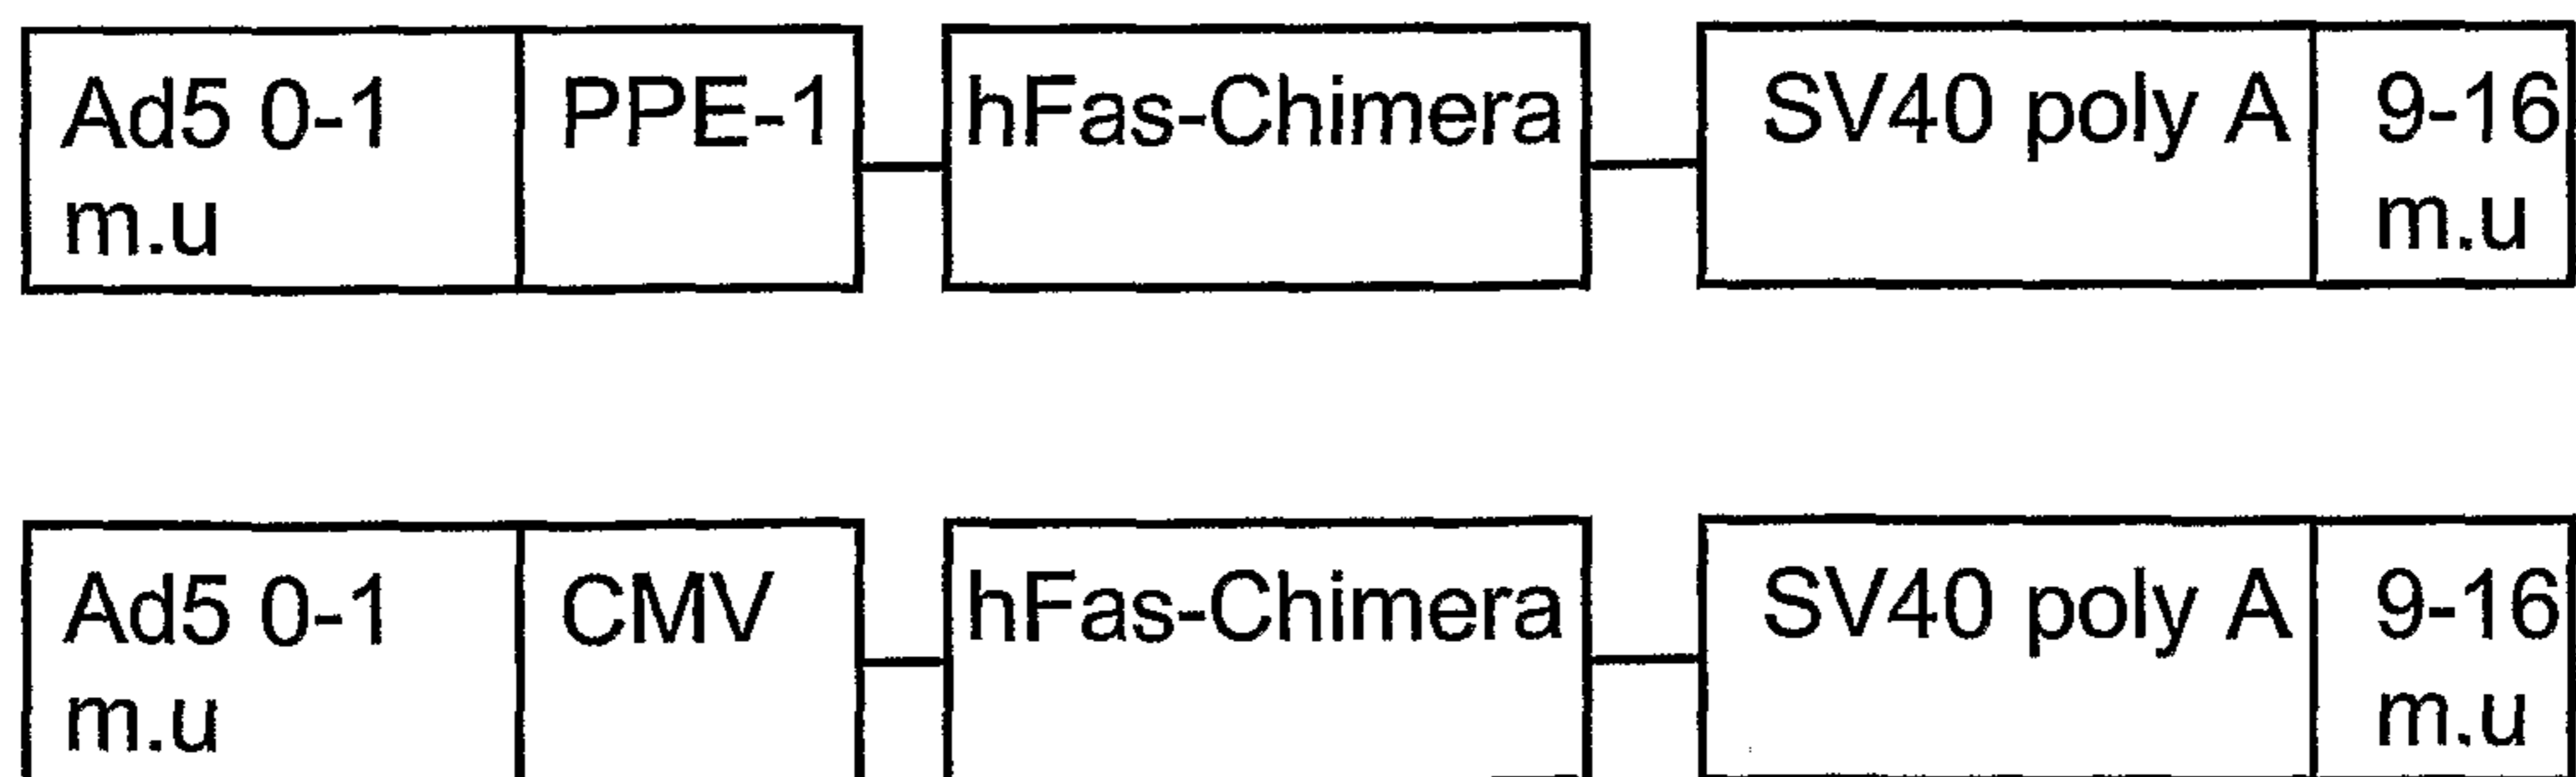 Ad5 0-1 PPE-1 hFas-Chimera SV40 poly A 9-16
m.u m.u
Ad5 0-1 CMV hFas-Chimera SV40 poly A 9-16
m.u m.u